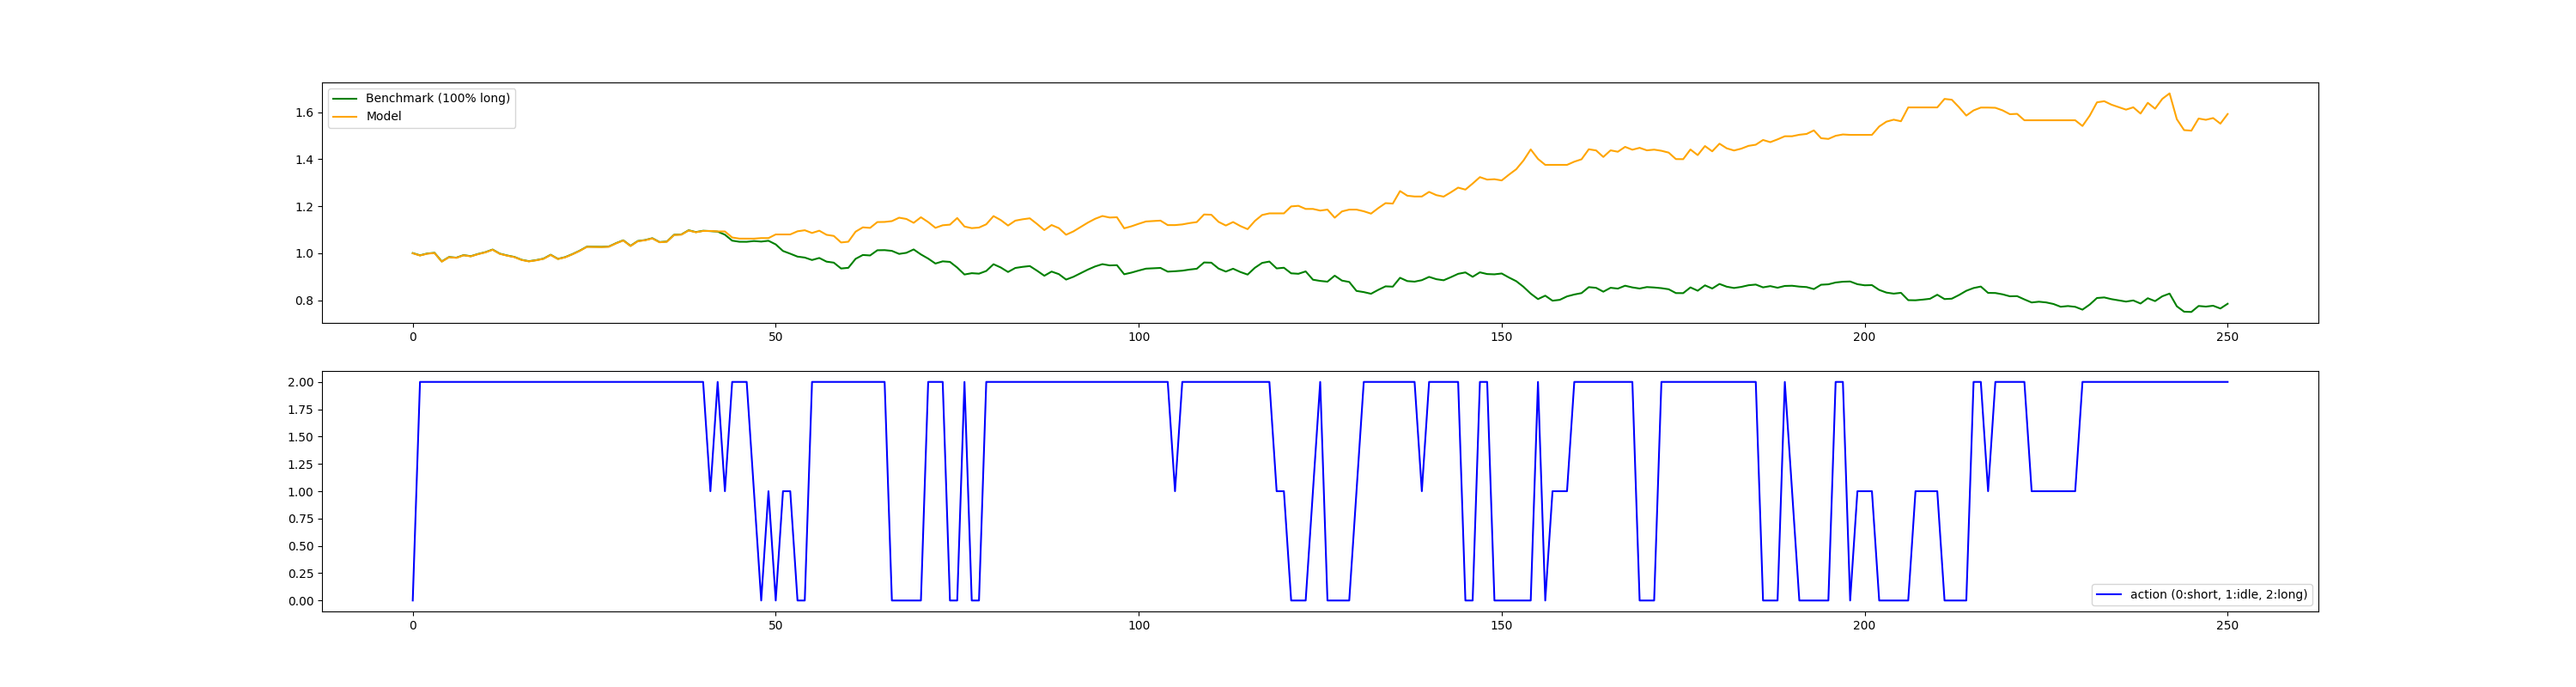 Benchmark (100% long)
Model
1.6
1.4
1.2
1.0
0.8
0 50 100 150 200 250
2.00
1.75
1.50
1.25
1.00
0.75
0.50
0.25
0.00
action (0:short, 1:idle, 2:long)
0 50 100 150 200 250